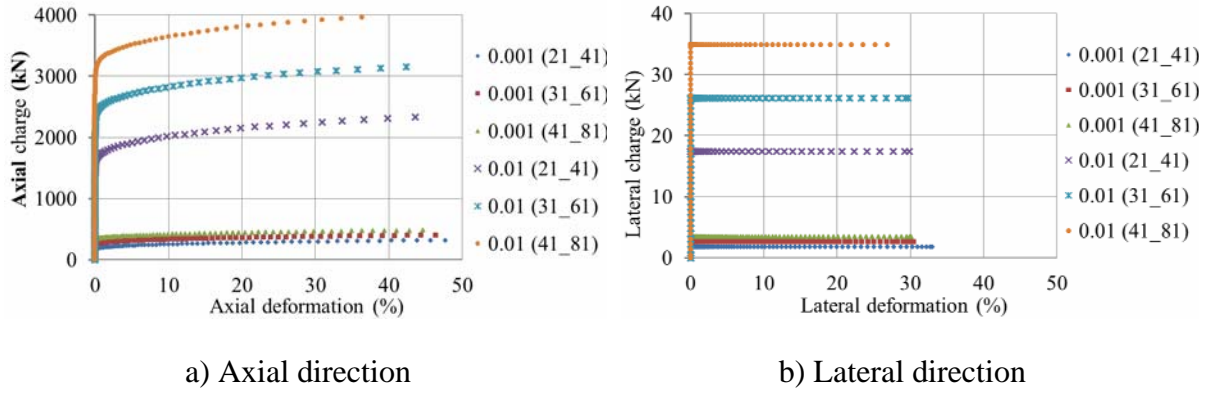 4000
3000
2000
1000
0
Axial charge (kN)
0 10 20 30 40 50
Axial deformation (%)
0.001 (21_41)
0.001 (31_61)
0.001 (41_81)
0.01 (21_41)
0.01 (31_61)
0.01 (41_81)
40
30
20
10
0
Lateral charge (kN)
0 10 20 30 40 50
Lateral deformation (%)
0.001 (21_41)
0.001 (31_61)
0.001 (41_81)
0.01 (21_41)
0.01 (31_61)
0.01 (41_81)
a) Axial direction
b) Lateral direction